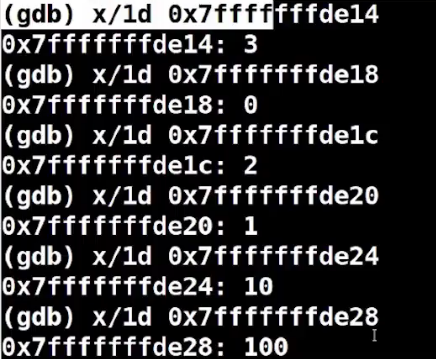 (gdb) x/1d 0x7fffffffde14
0x7fffffffde14: 3
(gdb) x/1d 0x7fffffffde18
0x7fffffffde18: 0
(gdb) x/1d 0x7fffffffde1c
0x7fffffffde1c: 2
(gdb) x/1d 0x7fffffffde20
0x7fffffffde20: 1
(gdb) x/1d 0x7fffffffde24
0x7fffffffde24: 10
(gdb) x/1d 0x7fffffffde28
0x7fffffffde28: 100